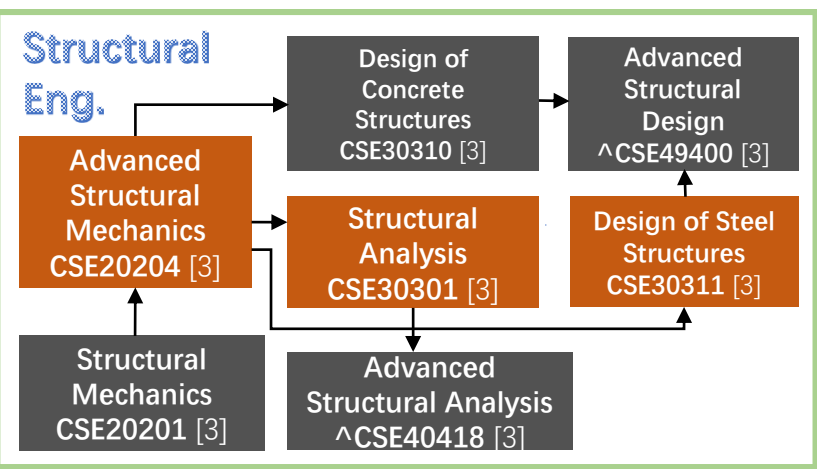 Structural
Eng.
Design of
Concrete
Structures
CSE30310 [3]
Advanced
Structural
Design
^CSE49400 [3]
Advanced
Structural
Mechanics
CSE20204 [3]
Structural
Analysis
CSE30301 [3]
Design of Steel
Structures
CSE30311 [3]
Structural
Mechanics
CSE20201 [3]
Advanced
Structural Analysis
^CSE40418 [3]